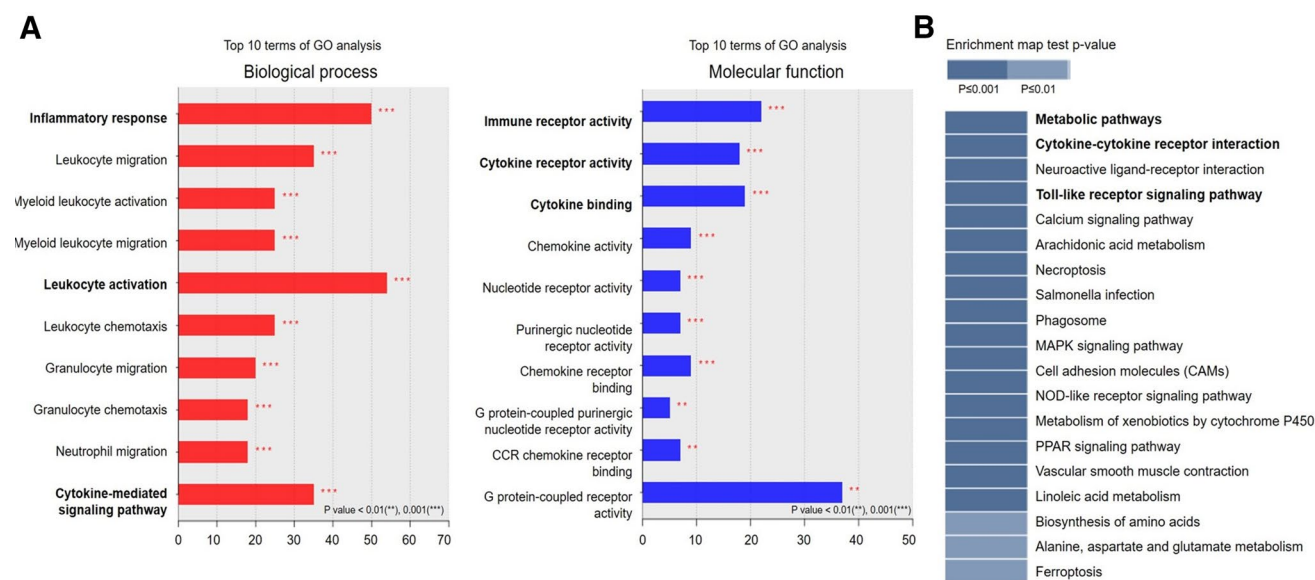 A
Top 10 terms of GO analysis
Biological process
Inflammatory response
***
Leukocyte migration
***
Myeloid leukocyte activation
***
Myeloid leukocyte migration
***
Leukocyte activation
***
Leukocyte chemotaxis
***
Granulocyte migration
***
Granulocyte chemotaxis
***
Neutrophil migration
***
Cytokine-mediated
signaling pathway
***
P value < 0.01(**), 0.001(***)
0 10 20 30 40 50 60 70
Top 10 terms of GO analysis
Molecular function
Immune receptor activity
***
Cytokine receptor activity
***
Cytokine binding
***
Chemokine activity
***
Nucleotide receptor activity
***
Purinergic nucleotide
receptor activity
***
Chemokine receptor
binding
***
G protein-coupled purinergic
nucleotide receptor activity
**
CCR chemokine receptor
binding
**
G protein-coupled receptor
activity
**
P value < 0.01(**), 0.001(***)
0 10 20 30 40 50
B
Enrichment map test p-value
P≤0.001 P≤0.01
Metabolic pathways
Cytokine-cytokine receptor interaction
Neuroactive ligand-receptor interaction
Toll-like receptor signaling pathway
Calcium signaling pathway
Arachidonic acid metabolism
Necroptosis
Salmonella infection
Phagosome
MAPK signaling pathway
Cell adhesion molecules (CAMs)
NOD-like receptor signaling pathway
Metabolism of xenobiotics by cytochrome P450
PPAR signaling pathway
Vascular smooth muscle contraction
Linoleic acid metabolism
Biosynthesis of amino acids
Alanine, aspartate and glutamate metabolism
Ferroptosis